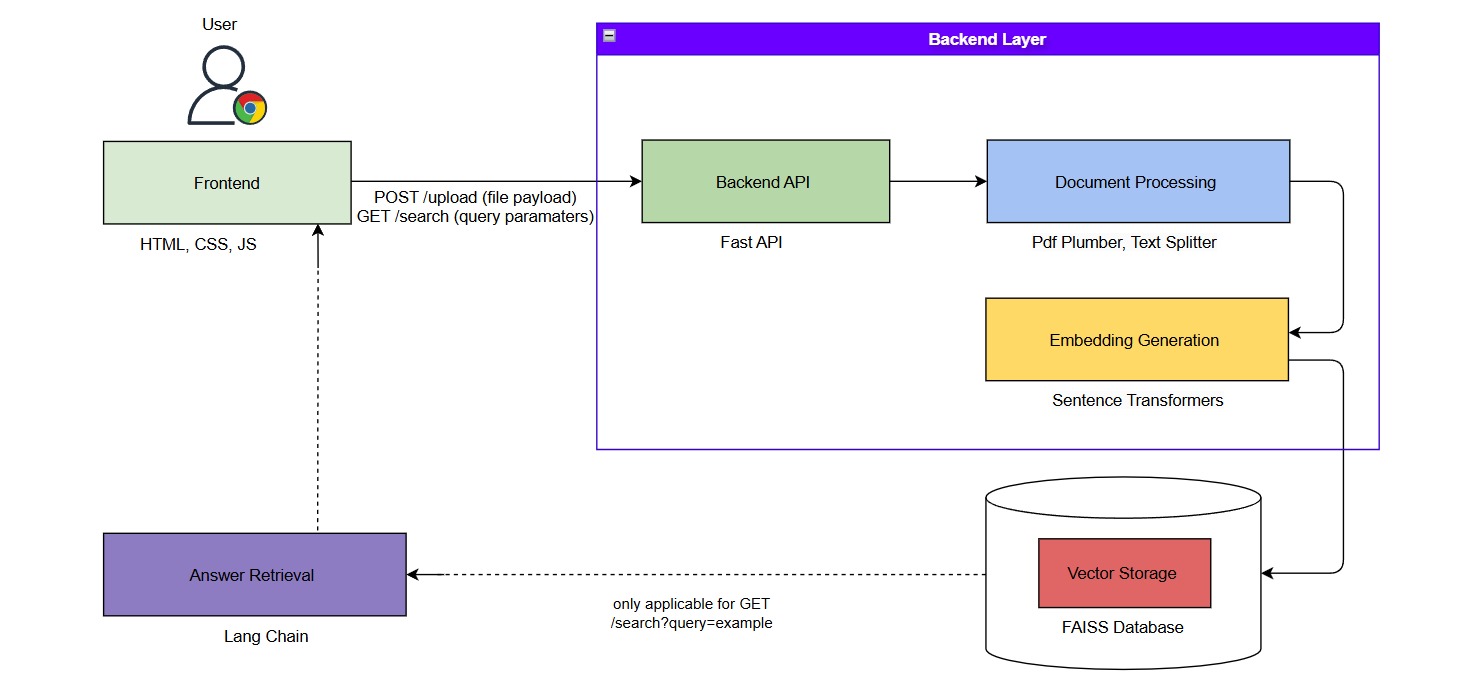 User
Backend Layer
Frontend
HTML, CSS, JS
POST /upload (file payload)
GET /search (query paramaters)
Backend API
Fast API
Document Processing
Pdf Plumber, Text Splitter
Embedding Generation
Sentence Transformers
Vector Storage
FAISS Database
only applicable for GET
/search?query=example
Answer Retrieval
Lang Chain